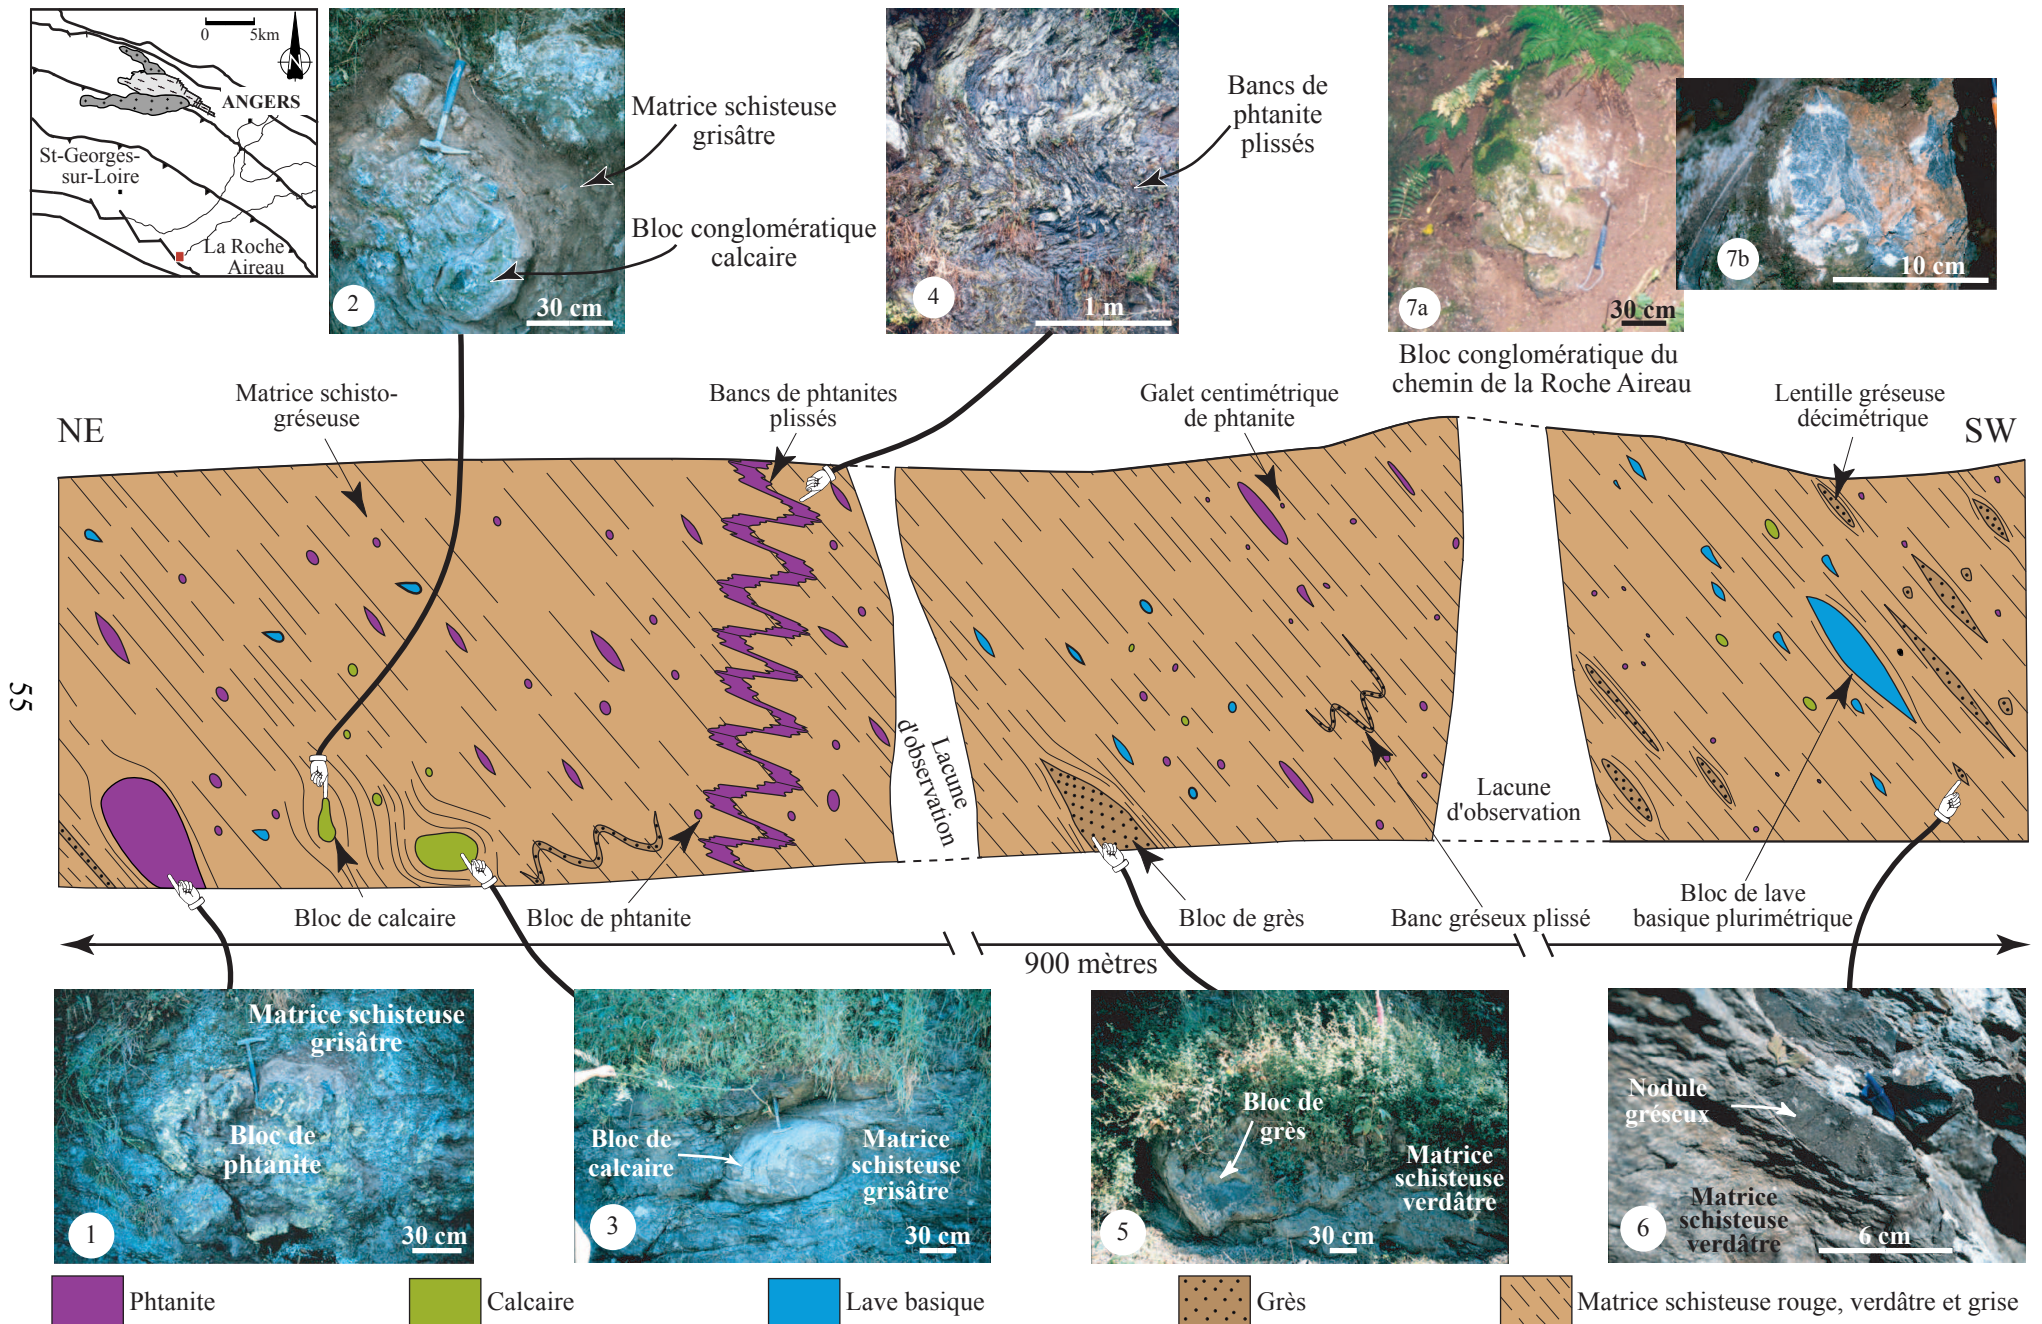 0 5km
N
ANGERS
St-Georges-
sur-Loire
La Roche
Aireau
2
30 cm
Matrice schisteuse
grisâtre
Bloc conglomératique
calcaire
4
1 m
Bancs de
phtanite
plissés
7a
30 cm
7b
10 cm
Bloc conglomératique du
chemin de la Roche Aireau
NE
Matrice schisto-
gréseuse
Bancs de phtanites
plissés
Galet centimétrique
de phtanite
Lentille gréseuse
décimétrique
SW
55
Lacune
d'observation
Lacune
d'observation
Bloc de calcaire
Bloc de phtanite
Bloc de grès
Banc gréseux plissé
Bloc de lave
basique plurimétrique
900 mètres
Matrice schisteuse
grisâtre
Bloc de
phtanite
1
30 cm
Bloc de
calcaire
Matrice
schisteuse
grisâtre
3
30 cm
Bloc de
grès
Matrice
schisteuse
verdâtre
5
30 cm
Nodule
gréseux
Matrice
schisteuse
verdâtre
6
6 cm
Phtanite
Calcaire
Lave basique
Grès
Matrice schisteuse rouge, verdâtre et grise